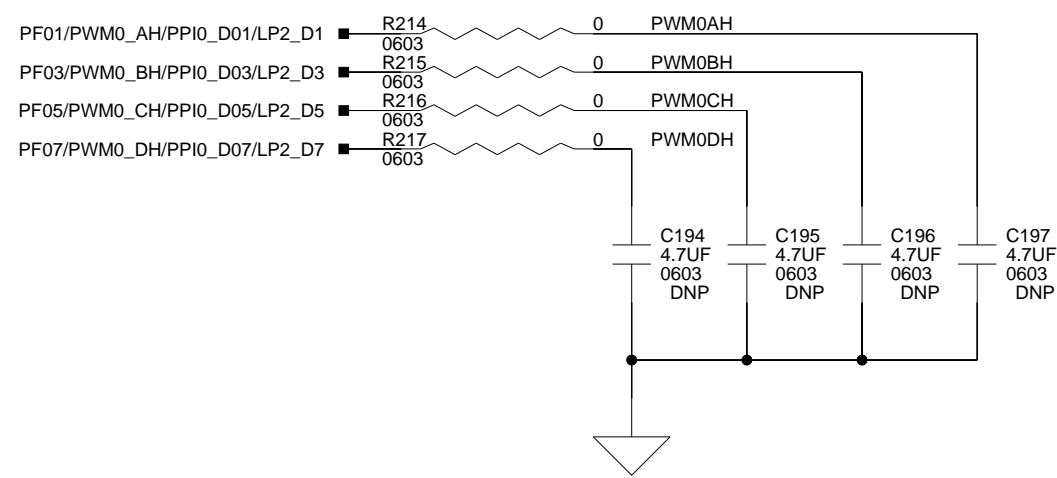 PF01/PWM0_AH/PPI0_D01/LP2_D1 R214 0 PWM0AH
0603
PF03/PWM0_BH/PPI0_D03/LP2_D3 R215 0 PWM0BH
0603
PF05/PWM0_CH/PPI0_D05/LP2_D5 R216 0 PWM0CH
0603
PF07/PWM0_DH/PPI0_D07/LP2_D7 R217 0 PWM0DH
0603
C194 C195 C196 C197
4.7UF 4.7UF 4.7UF 4.7UF
0603 0603 0603 0603
DNP DNP DNP DNP